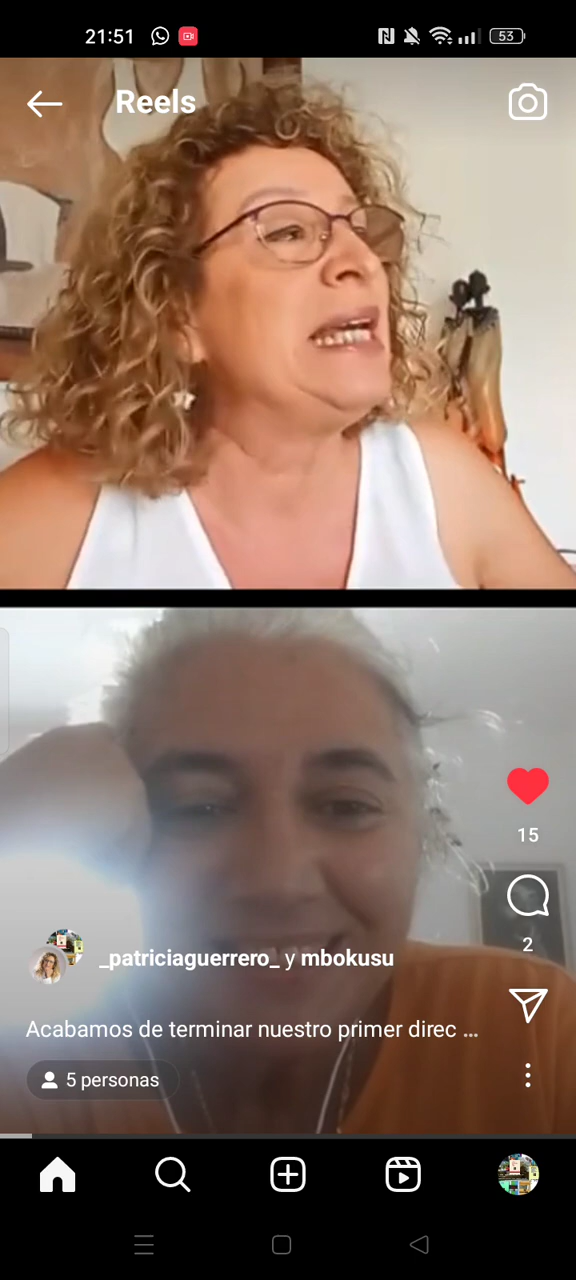 21:51
53
Reels
15
2
_patriciaguerrero_ y mbokusu
Acabamos de terminar nuestro primer direc ...
5 personas